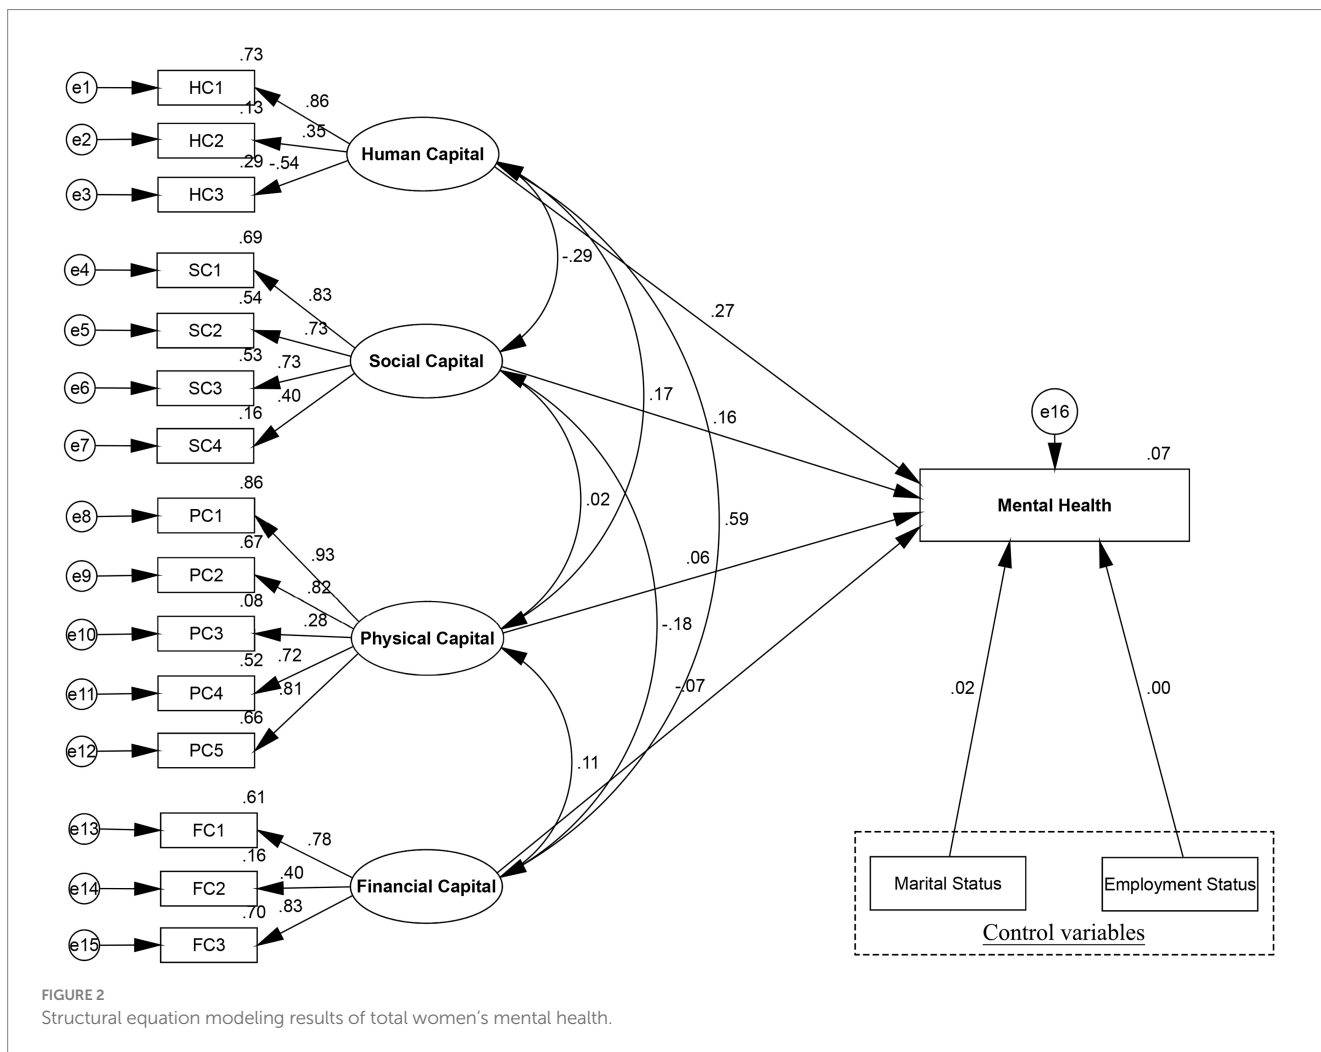 .73
e1 HC1 .86
.13
e2 HC2 .35
Human Capital
.29 -.54
e3 HC3
.69
e4 SC1 -.29
.83
.54
.27
e5 SC2 .73
.53 .73
Social Capital
e6 SC3 .40 .17
.16 .16
e16
e7 SC4
.07
.86
e8 PC1 .02 .59 Mental Health
.67 .93
.06
e9 PC2 .82
.08 .28
e10 PC3 Physical Capital -.18
.52 .72
e11 PC4 .81 -.07 .02 .00
.66
e12 PC5 .11
.61
e13 FC1 .78
.16 .40
e14 FC2 Financial Capital Marital Status Employment Status
.70 .83
Control variables
e15 FC3
FIGURE 2
Structural equation modeling results of total women’s mental health.